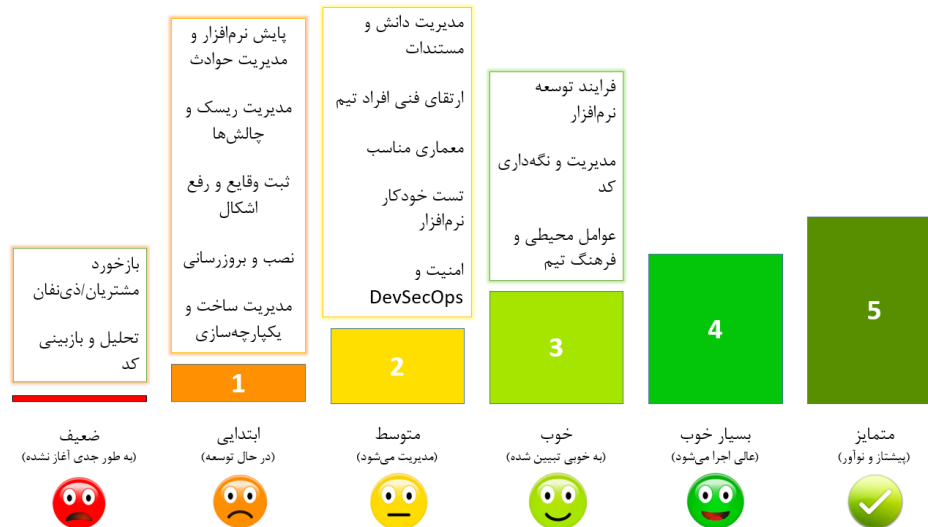 بازخورد
مشتریان/ذی‌نفان
تحلیل و بازبینی
کد
ضعیف
(به طور جدی آغاز نشده)
پایش نرم‌افزار و
مدیریت حوادث
مدیریت ریسک و
چالش‌ها
ثبت وقایع و رفع
اشکال
نصب و بروزرسانی
مدیریت ساخت و
یکپارچه‌سازی
1
ابتدایی
(در حال توسعه)
مدیریت دانش و
مستندات
ارتقای فنی افراد تیم
معماری مناسب
تست خودکار
نرم‌افزار
امنیت و
DevSecOps
2
متوسط
(مدیریت می‌شود)
فرایند توسعه
نرم‌افزار
مدیریت و نگه‌داری
کد
عوامل محیطی و
فرهنگ تیم
3
خوب
(به خوبی تبیین شده)
4
بسیار خوب
(عالی اجرا می‌شود)
5
متمایز
(پیشتاز و نوآور)